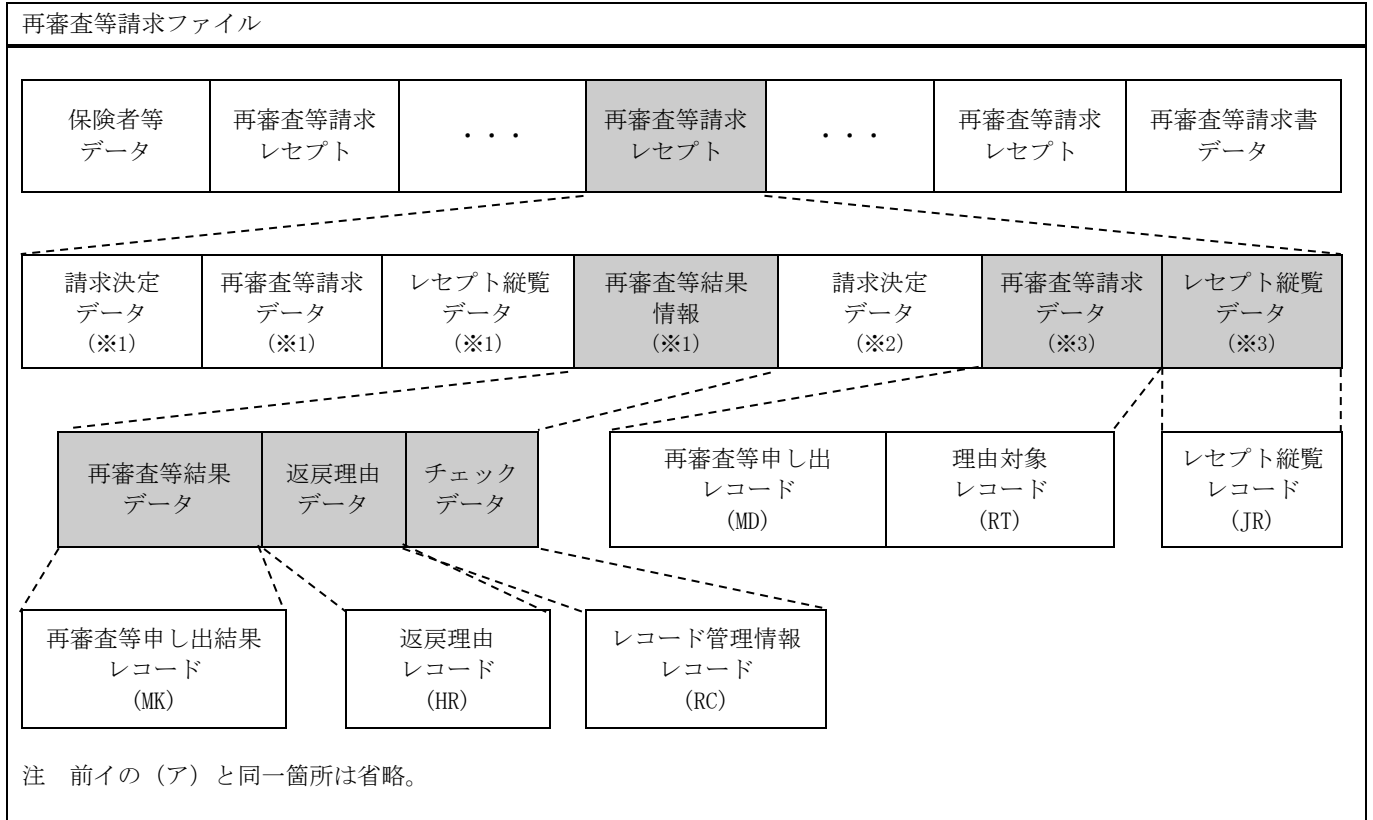 再審査等請求ファイル
保険者等
データ
再審査等請求
レセプト
・・・
再審査等請求
レセプト
・・・
再審査等請求
レセプト
再審査等請求書
データ
請求決定
データ
(※1)
再審査等請求
データ
(※1)
レセプト縦覧
データ
(※1)
再審査等結果
情報
(※1)
請求決定
データ
(※2)
再審査等請求
データ
(※3)
レセプト縦覧
データ
(※3)
再審査等結果
データ
返戻理由
データ
チェック
データ
再審査等申し出
レコード
(MD)
理由対象
レコード
(RT)
レセプト縦覧
レコード
(JR)
再審査等申し出結果
レコード
(MK)
返戻理由
レコード
(HR)
レコード管理情報
レコード
(RC)
注　前イの（ア）と同一箇所は省略。